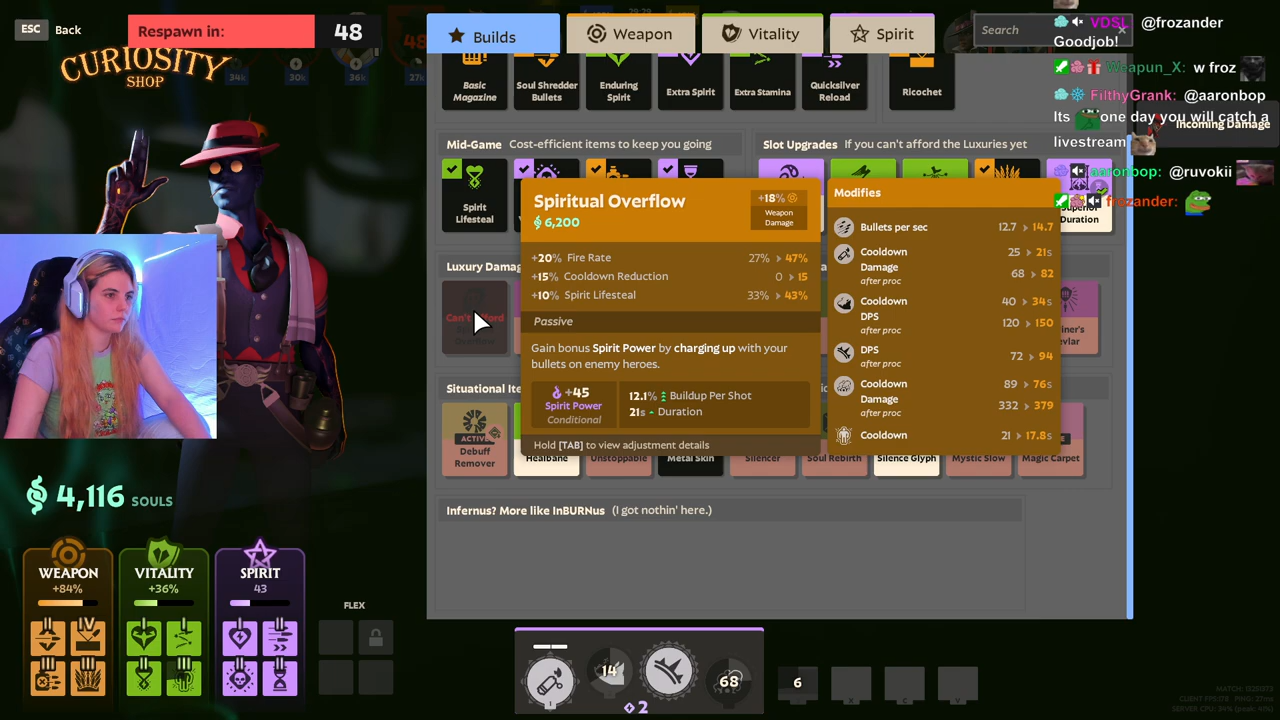 ESC Back
Respawn in: 48
CURIOSITY
SHOP
34k
30k
36k
27k
Builds
Weapon
Vitality
Spirit
Search
VDSL @frozander
Goodjob!
Weapun_X: w froz
FilthyGrank: @aaronbop
Its one day you will catch a
livestream
Incoming Damage
aaronbop: @ruvokii
frozander:
Basic
Magazine
Soul Shredder
Bullets
Enduring
Spirit
Extra Spirit
Extra Stamina
Quicksilver
Reload
Ricochet
Mid-Game Cost-efficient items to keep you going
Slot Upgrades If you can't afford the Luxuries yet
Spirit
Lifesteal
Duration
Luxury Damag
Can't Afford
Situational Ite
ACTIVE
Debuff
Remover
Healbane
Unstoppable
Metal Skin
Silencer
Soul Rebirth
Silence Glyph
Mystic Slow
Magic Carpet
Spiritual Overflow
6,200
+18%
Weapon
Damage
+20% Fire Rate 27% > 47%
+15% Cooldown Reduction 0 > 15
+10% Spirit Lifesteal 33% > 43%
Passive
Gain bonus Spirit Power by charging up with your
bullets on enemy heroes.
+45
Spirit Power
Conditional
12.1% Buildup Per Shot
21s Duration
Hold [TAB] to view adjustment details
Modifies
Bullets per sec 12.7 > 14.7
Cooldown 25 > 21s
Damage 68 > 82
after proc
Cooldown 40 > 34s
DPS 120 > 150
after proc
DPS 72 > 94
after proc
Cooldown 89 > 76s
Damage 332 > 379
after proc
Cooldown 21 > 17.8s
Infernus? More like InBURNus (I got nothin' here.)
4,116 SOULS
WEAPON
+84%
VITALITY
+36%
SPIRIT
43
FLEX
14
68
2
6
X
C
V